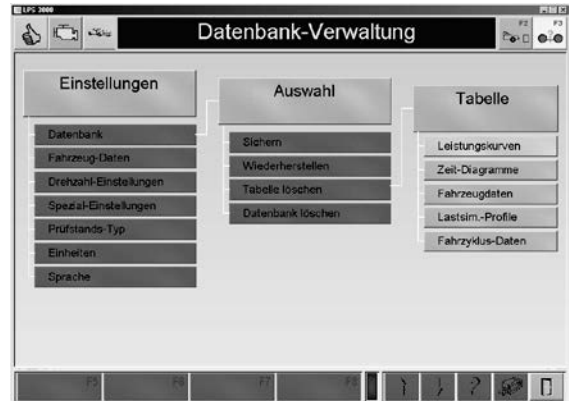 LPS 3000
Datenbank-Verwaltung
F2
F3
Einstellungen
Datenbank
Fahrzeug-Daten
Drehzahl-Einstellungen
Spezial-Einstellungen
Prüfstands-Typ
Einheiten
Sprache
Auswahl
Sichern
Wiederherstellen
Tabelle löschen
Datenbank löschen
Tabelle
Leistungskurven
Zeit-Diagramme
Fahrzeugdaten
Lastsim.-Profile
Fahrzyklus-Daten
F5
F6
F7
F8
?